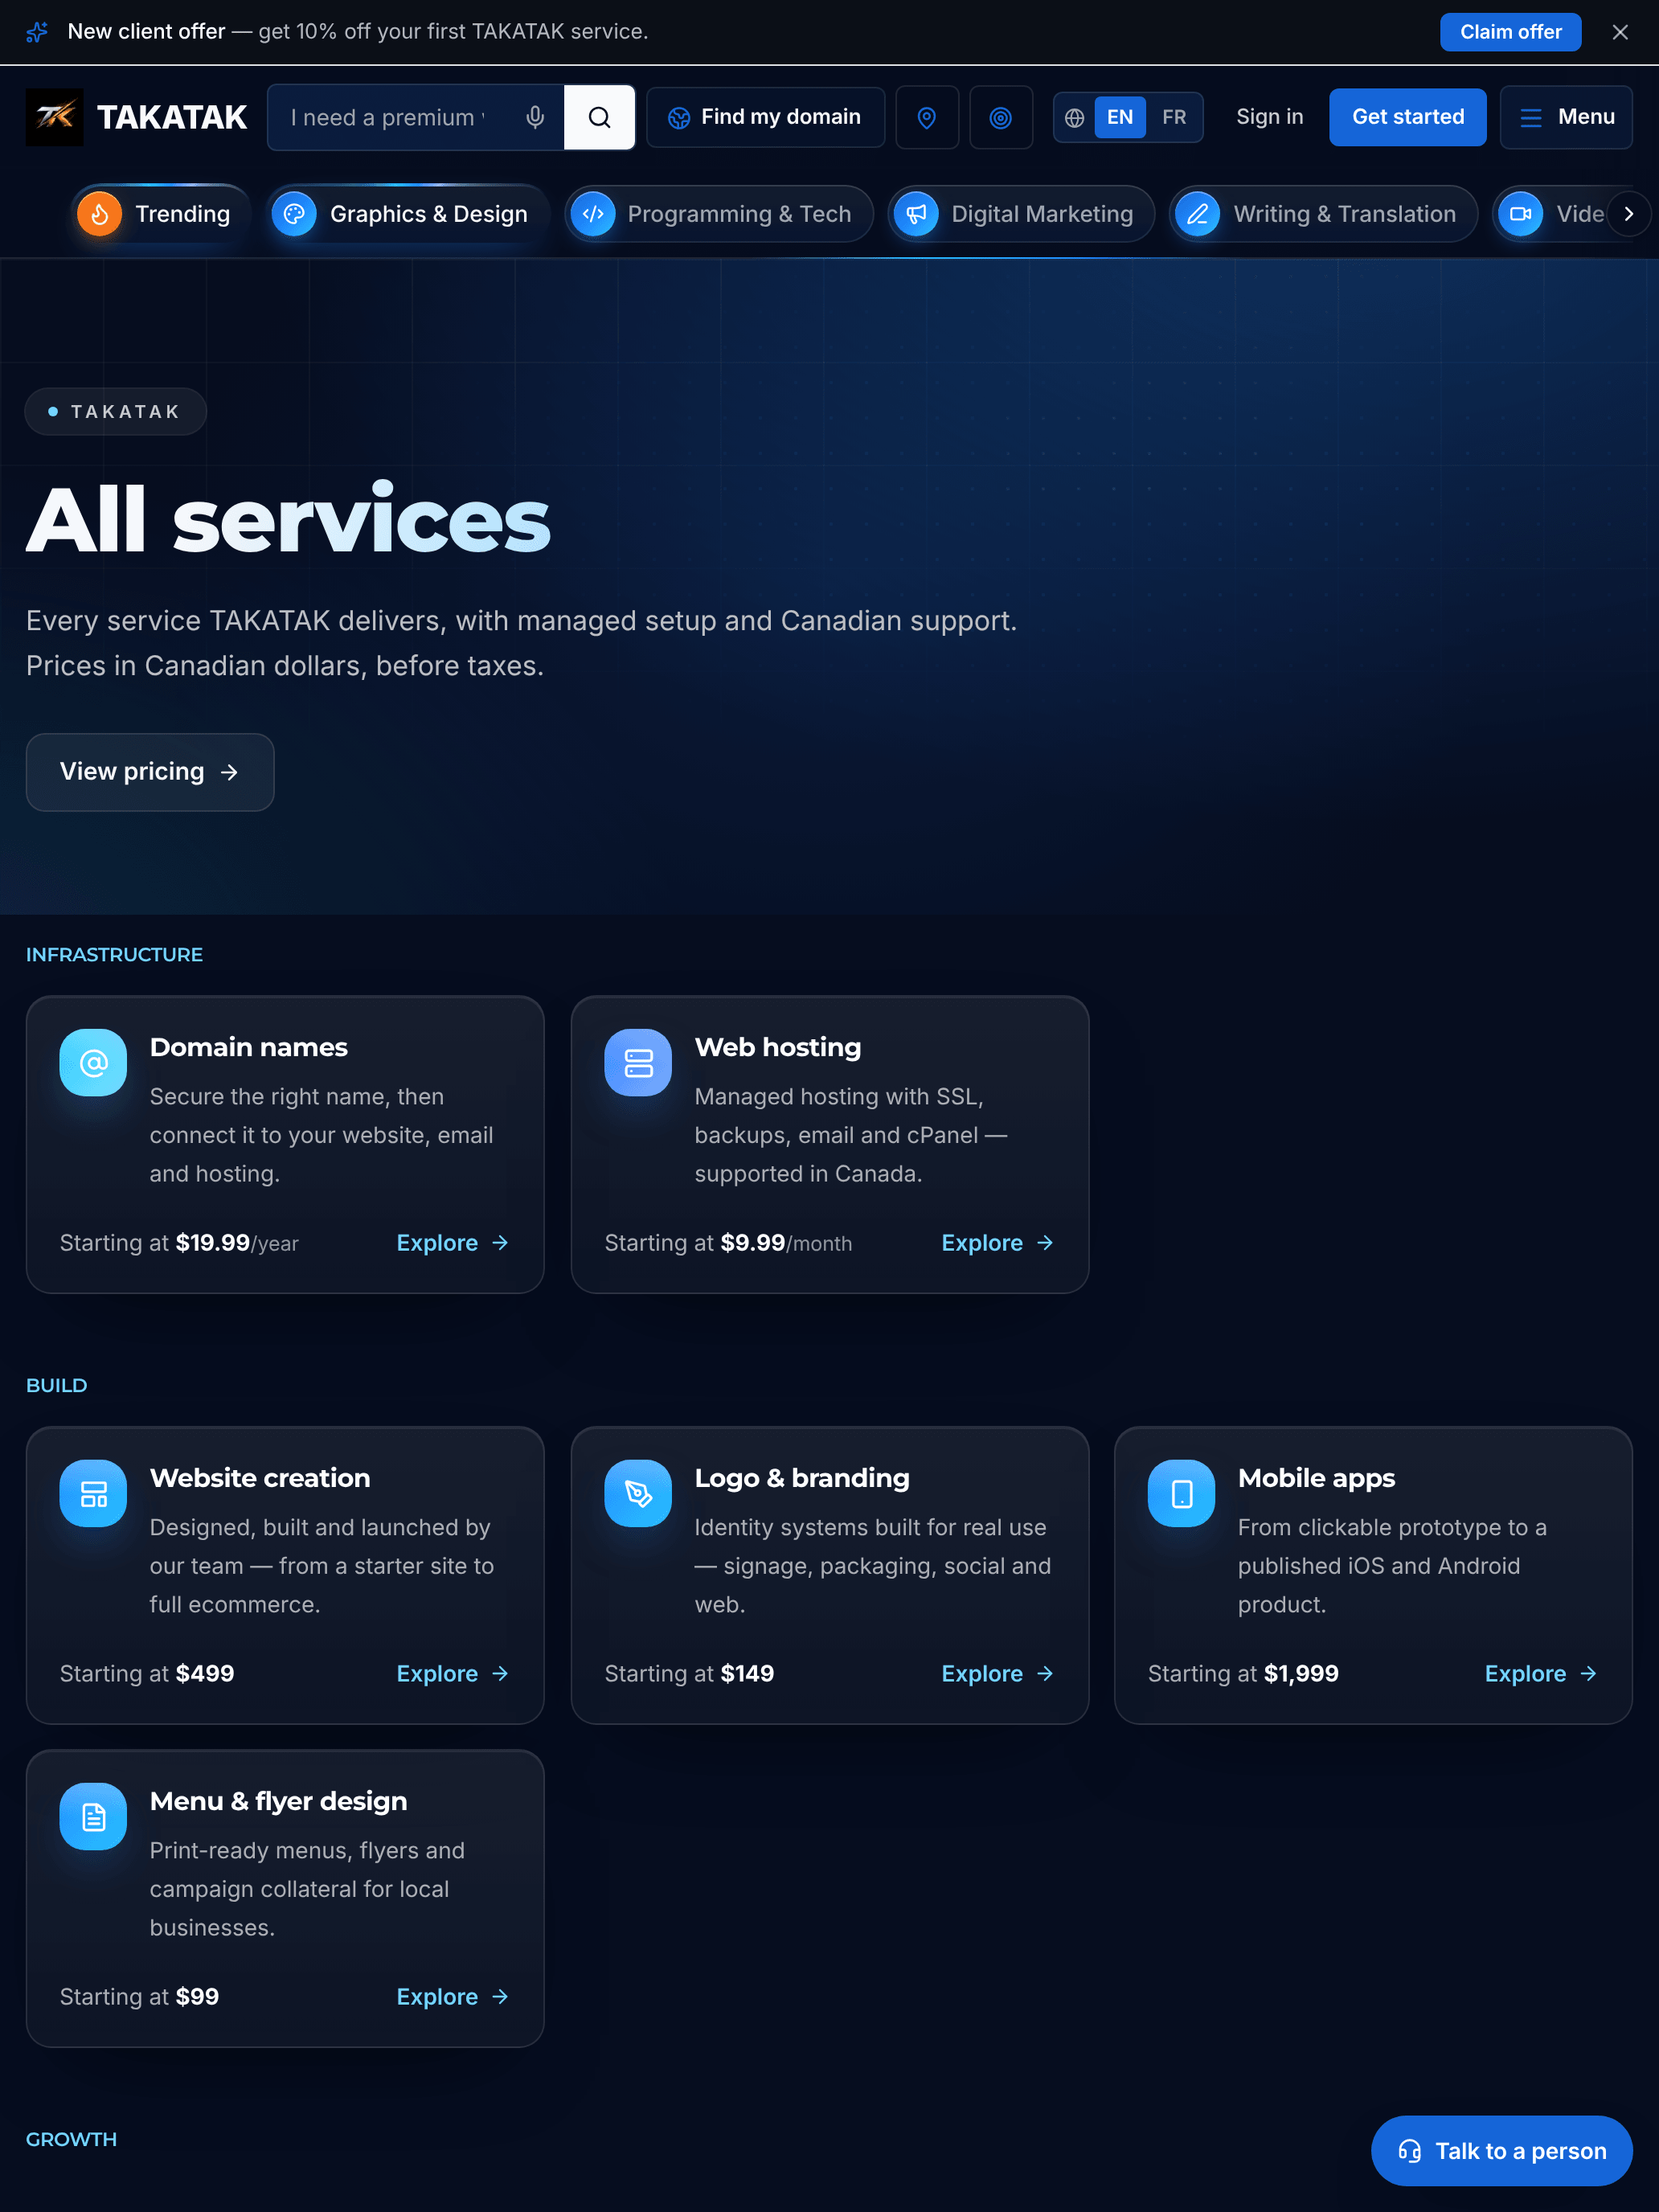 New client offer — get 10% off your first TAKATAK service.
Claim offer
TK TAKATAK
I need a premium
Find my domain
EN FR
Sign in
Get started
Menu
Trending
Graphics & Design
Programming & Tech
Digital Marketing
Writing & Translation
Vide
TAKATAK
All services
Every service TAKATAK delivers, with managed setup and Canadian support.
Prices in Canadian dollars, before taxes.
View pricing
INFRASTRUCTURE
Domain names
Secure the right name, then
connect it to your website, email
and hosting.
Starting at $19.99/year
Explore
Web hosting
Managed hosting with SSL,
backups, email and cPanel —
supported in Canada.
Starting at $9.99/month
Explore
BUILD
Website creation
Designed, built and launched by
our team — from a starter site to
full ecommerce.
Starting at $499
Explore
Logo & branding
Identity systems built for real use
— signage, packaging, social and
web.
Starting at $149
Explore
Mobile apps
From clickable prototype to a
published iOS and Android
product.
Starting at $1,999
Explore
Menu & flyer design
Print-ready menus, flyers and
campaign collateral for local
businesses.
Starting at $99
Explore
GROWTH
Talk to a person